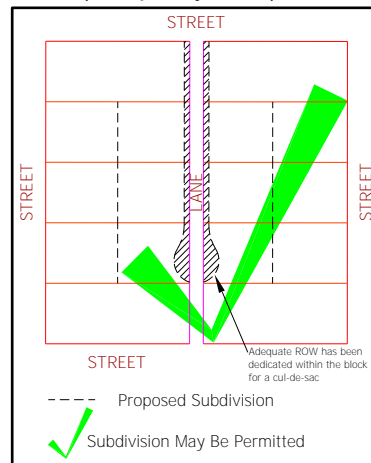 STREET
STREET
LANE
STREET
STREET
Adequate ROW has been
dedicated within the block
for a cul-de-sac
Proposed Subdivision
Subdivision May Be Permitted